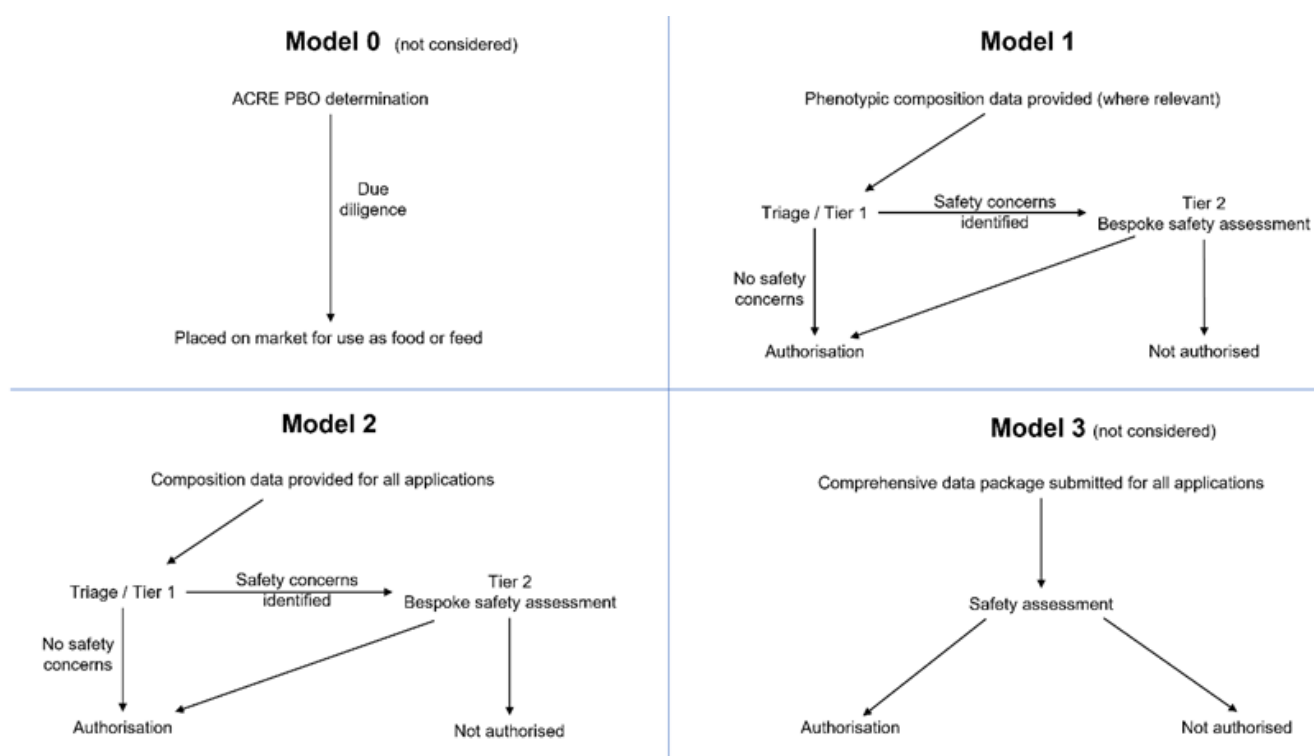 Model 0 (not considered)
ACRE PBO determination
Due
diligence
Placed on market for use as food or feed
Model 1
Phenotypic composition data provided (where relevant)
Triage / Tier 1
Safety concerns
identified
Tier 2
Bespoke safety assessment
No safety
concerns
Authorisation
Not authorised
Model 2
Composition data provided for all applications
Triage / Tier 1
Safety concerns
identified
Tier 2
Bespoke safety assessment
No safety
concerns
Authorisation
Not authorised
Model 3 (not considered)
Comprehensive data package submitted for all applications
Safety assessment
Authorisation
Not authorised